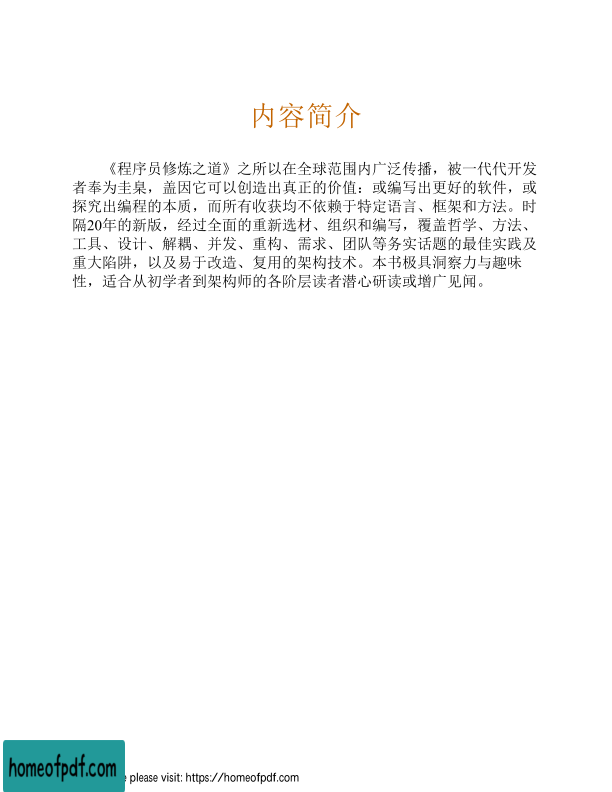 内容简介
《程序员修炼之道》之所以在全球范围内广泛传播，被一代代开发
者奉为圭臬，盖因它可以创造出真正的价值：或编写出更好的软件，或
探究出编程的本质，而所有收获均不依赖于特定语言、框架和方法。时
隔20年的新版，经过全面的重新选材、组织和编写，覆盖哲学、方法、
工具、设计、解耦、并发、重构、需求、团队等务实话题的最佳实践及
重大陷阱，以及易于改造、复用的架构技术。本书极具洞察力与趣味
性，适合从初学者到架构师的各阶层读者潜心研读或增广见闻。
homeofpdf.com
please visit: https://homeofpdf.com